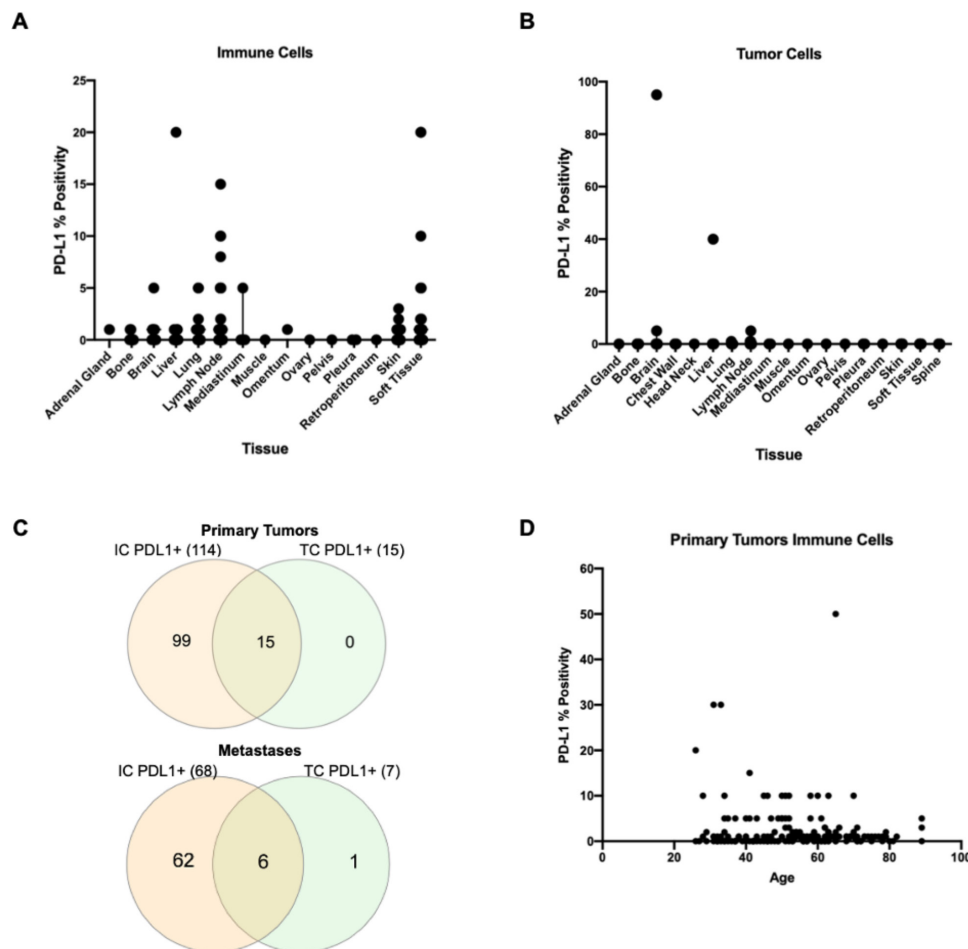 A
Immune Cells
PD-L1 % Positivity
25
20
15
10
5
0
Adrenal Gland
Bone
Brain
Liver
Lung
Lymph Node
Mediastinum
Muscle
Omentum
Ovary
Pelvis
Pleura
Retroperitoneum
Skin
Soft Tissue
Tissue
B
Tumor Cells
PD-L1 % Positivity
100
80
60
40
20
0
Adrenal Gland
Bone
Brain
Chest Wall
Head Neck
Liver
Lung
Lymph Node
Mediastinum
Muscle
Omentum
Ovary
Pelvis
Pleura
Retroperitoneum
Skin
Soft Tissue
Spine
Tissue
C
Primary Tumors
IC PDL1+ (114)
TC PDL1+ (15)
99
15
0
Metastases
IC PDL1+ (68)
TC PDL1+ (7)
62
6
1
D
Primary Tumors Immune Cells
PD-L1 % Positivity
60
50
40
30
20
10
0
0
20
40
60
80
100
Age